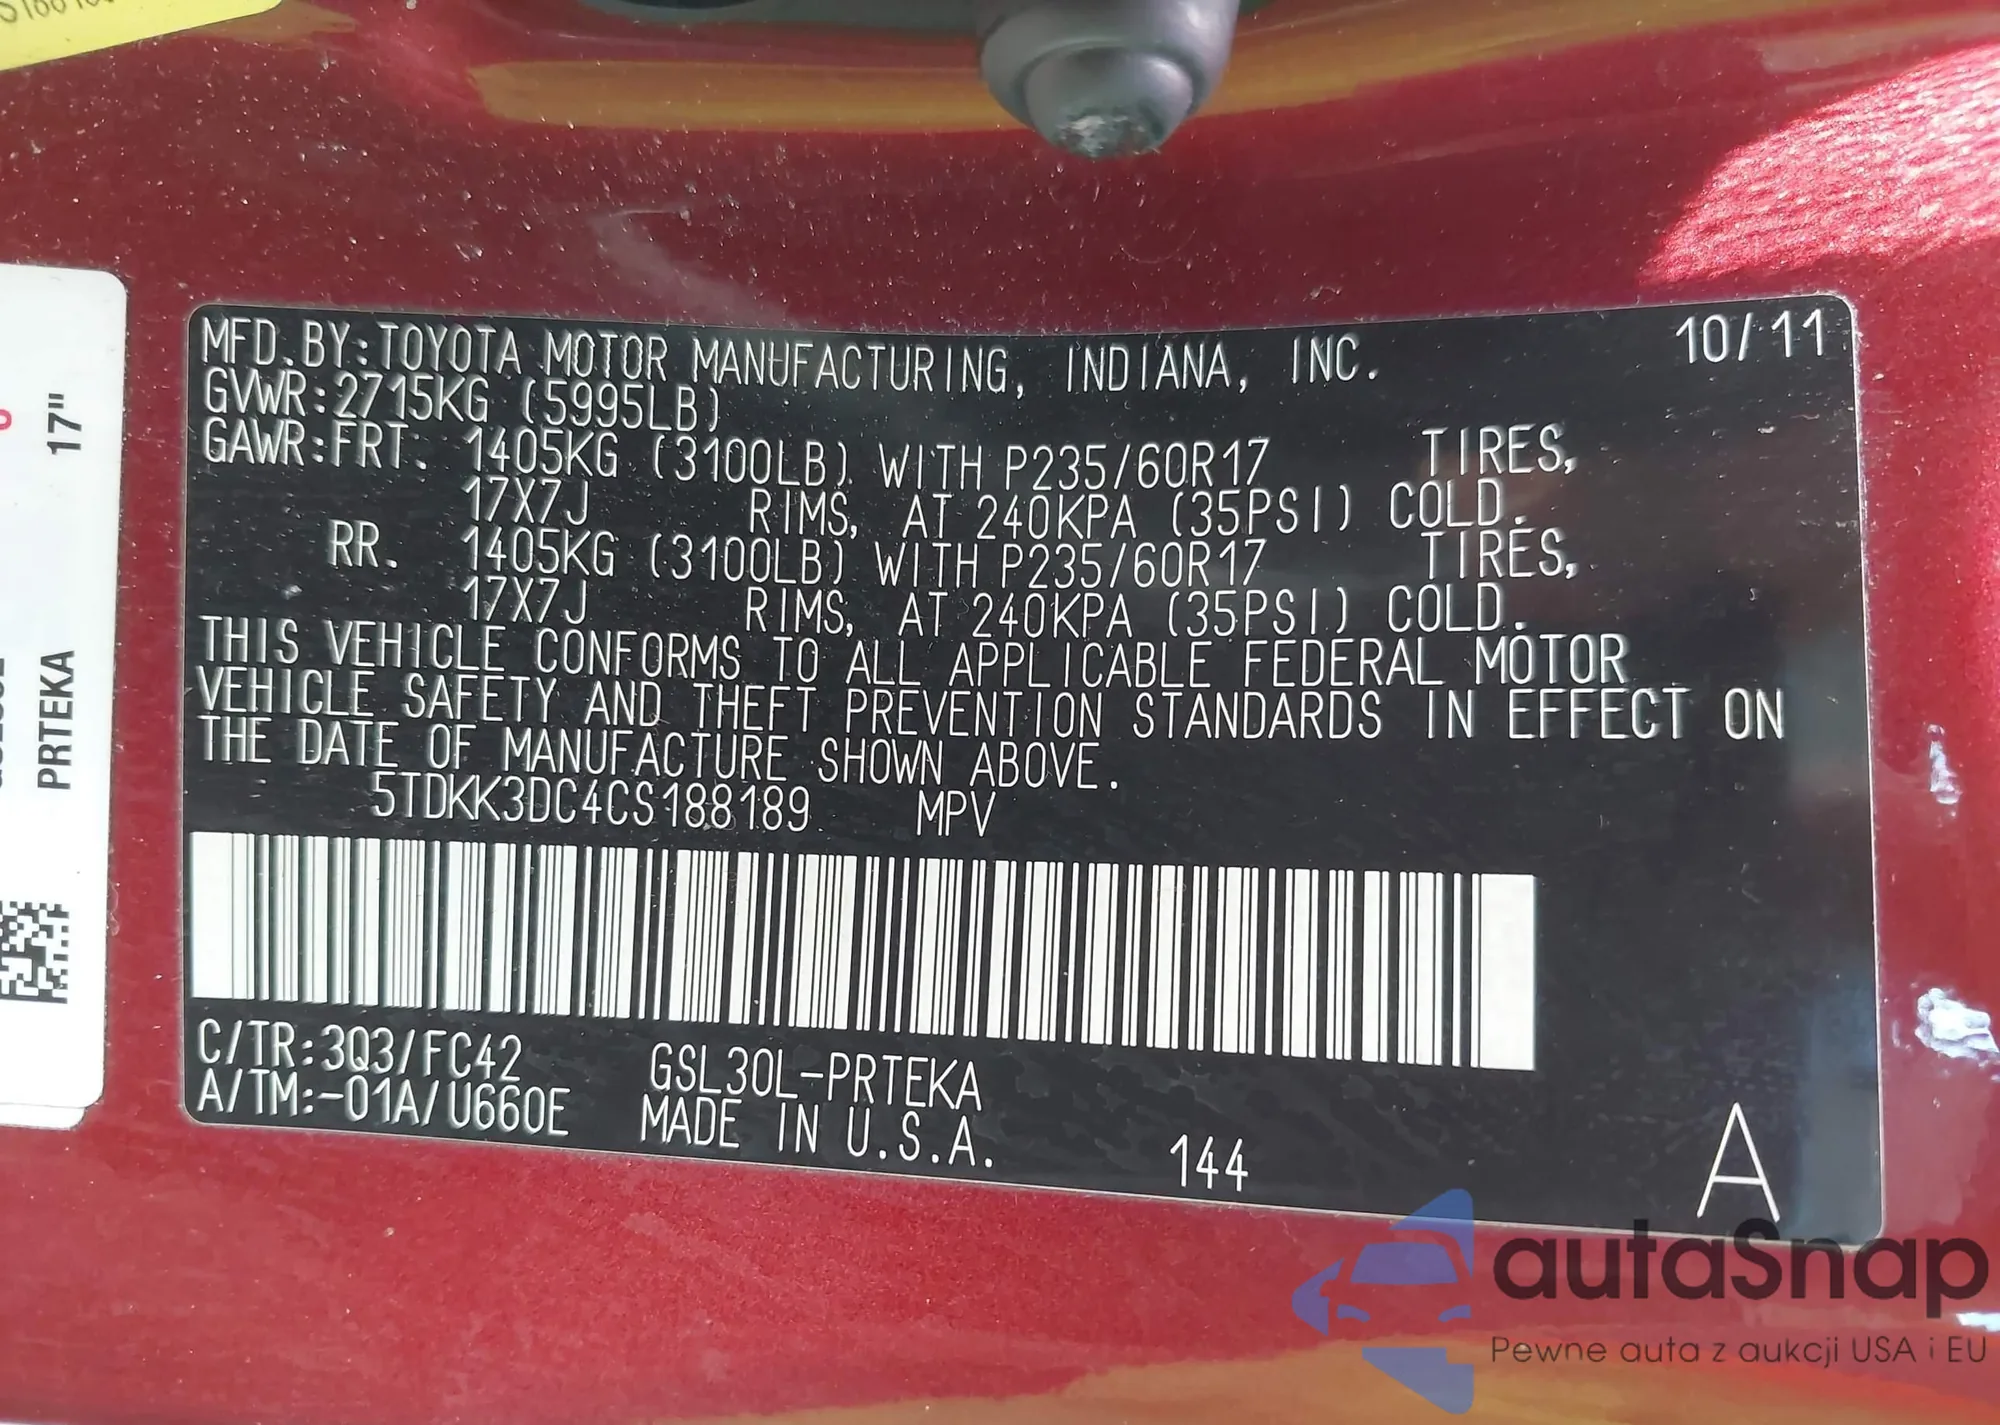 17"
PRTEKA
MFD.BY:TOYOTA MOTOR MANUFACTURING, INDIANA, INC. 10/11
GVWR:2715KG (5995LB)
GAWR:FRT. 1405KG (3100LB) WITH P235/60R17 TIRES,
17X7J RIMS, AT 240KPA (35PSI) COLD.
RR. 1405KG (3100LB) WITH P235/60R17 TIRES,
17X7J RIMS, AT 240KPA (35PSI) COLD.
THIS VEHICLE CONFORMS TO ALL APPLICABLE FEDERAL MOTOR
VEHICLE SAFETY AND THEFT PREVENTION STANDARDS IN EFFECT ON
THE DATE OF MANUFACTURE SHOWN ABOVE.
5TDKK3DC4CS188189 MPV
C/TR:3Q3/FC42 GSL30L-PRTEKA
A/TM:-01A/U660E MADE IN U.S.A. 144 A
autaSnap
Pewne auta z aukcji USA i EU